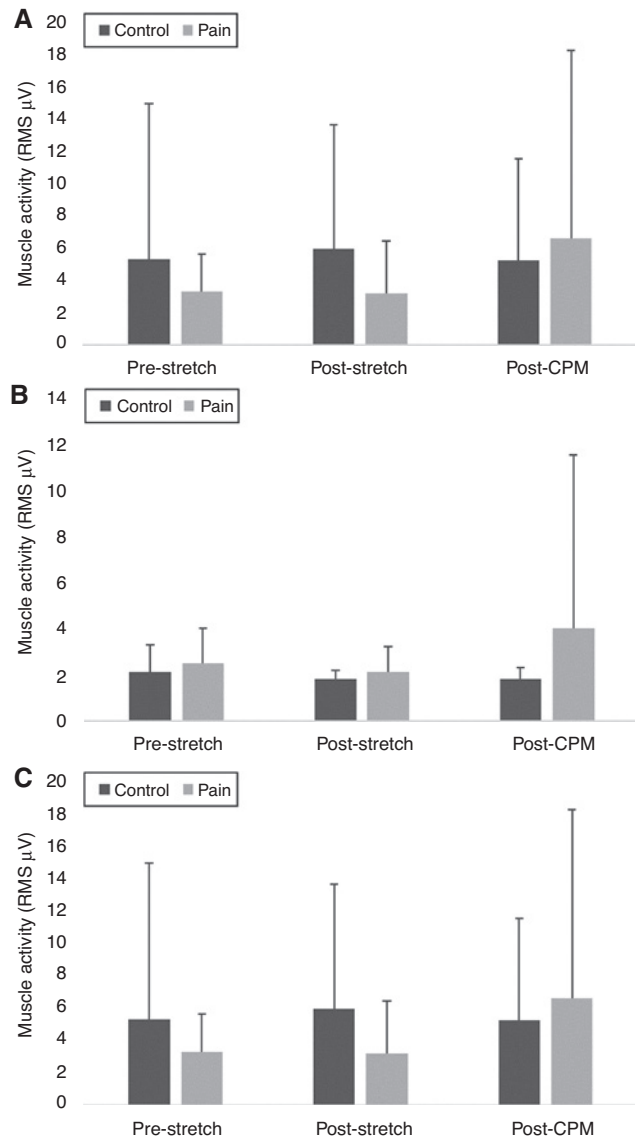 A
Control Pain
Muscle activity (RMS µV)
20
18
16
14
12
10
8
6
4
2
0
Pre-stretch Post-stretch Post-CPM
B
Control Pain
Muscle activity (RMS µV)
14
12
10
8
6
4
2
0
Pre-stretch Post-stretch Post-CPM
C
Control Pain
Muscle activity (RMS µV)
20
18
16
14
12
10
8
6
4
2
0
Pre-stretch Post-stretch Post-CPM